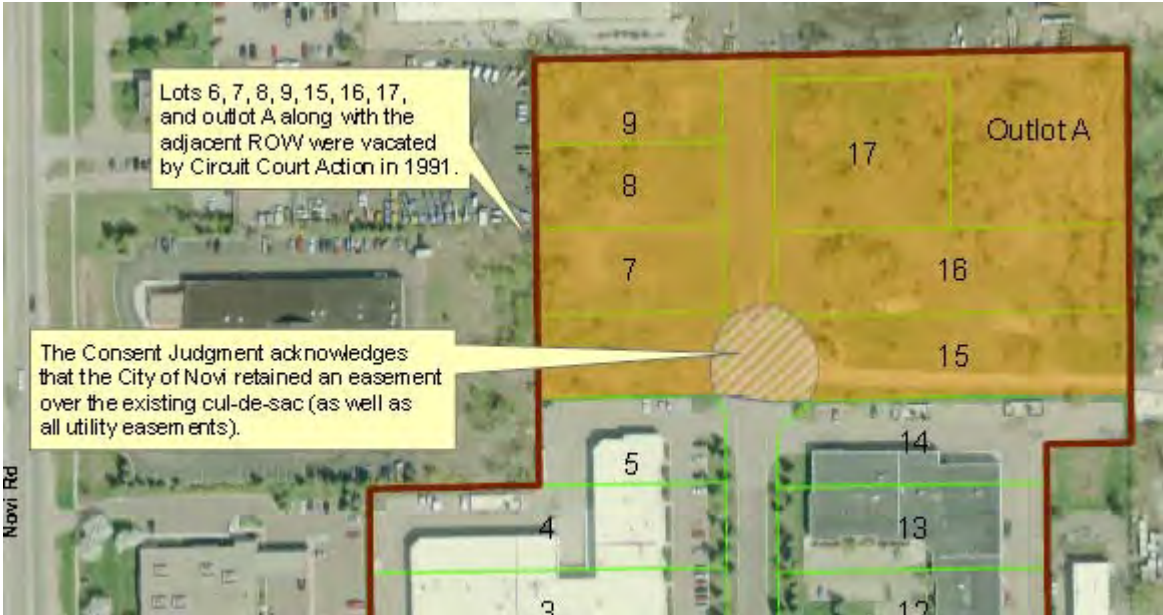 Lots 6, 7, 8, 9, 15, 16, 17,
and outlot A along with the
adjacent ROW were vacated
by Circuit Court Action in 1991.
9
17
Outlot A
8
7
16
The Consent Judgment acknowledges
that the City of Novi retained an easement
over the existing cul-de-sac (as well as
all utility easements).
15
14
5
Novi Rd
4
13
3
12